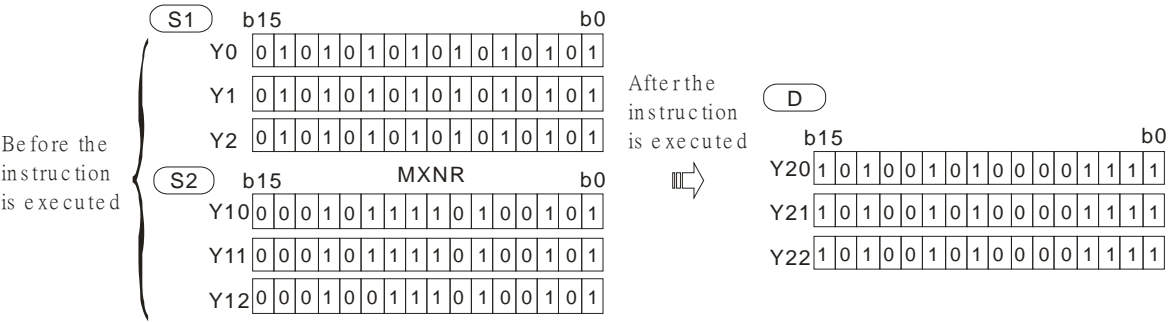 S1
b15 b0
Y0 0 1 0 1 0 1 0 1 0 1 0 1 0 1 0 1
Y1 0 1 0 1 0 1 0 1 0 1 0 1 0 1 0 1
Y2 0 1 0 1 0 1 0 1 0 1 0 1 0 1 0 1
Before the
instruction
is executed
S2
b15 MXNR b0
Y10 0 0 0 1 0 1 1 1 1 0 1 0 0 1 0 1
Y11 0 0 0 1 0 1 1 1 1 0 1 0 0 1 0 1
Y12 0 0 0 1 0 0 1 1 1 0 1 0 0 1 0 1
After the
instruction
is executed
D
b15 b0
Y20 1 0 1 0 0 1 0 1 0 0 0 0 1 1 1 1
Y21 1 0 1 0 0 1 0 1 0 0 0 0 1 1 1 1
Y22 1 0 1 0 0 1 0 1 0 0 0 0 1 1 1 1